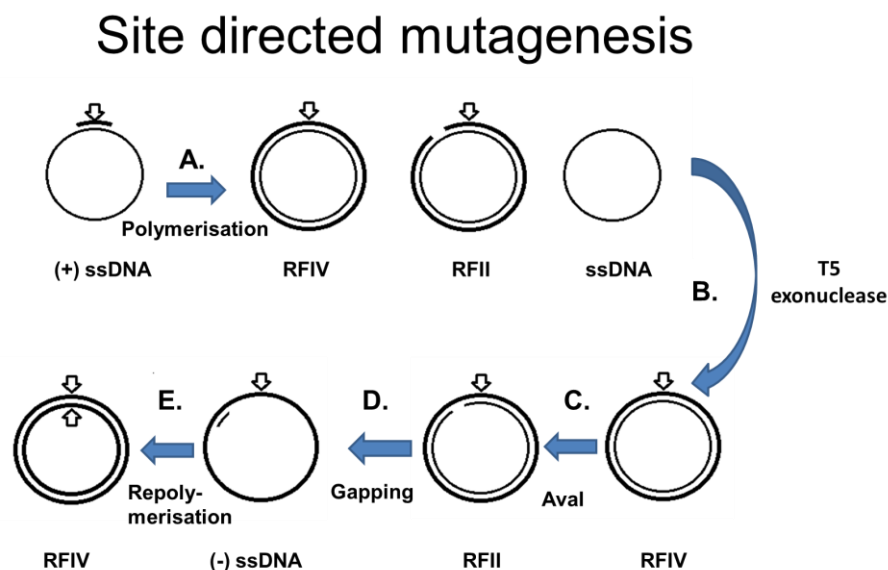 Site directed mutagenesis
A.
Polymerisation
(+) ssDNA
RFIV
RFII
ssDNA
B.
T5
exonuclease
E.
D.
C.
Repoly-
merisation
Gapping
AvaI
RFIV
(-) ssDNA
RFII
RFIV